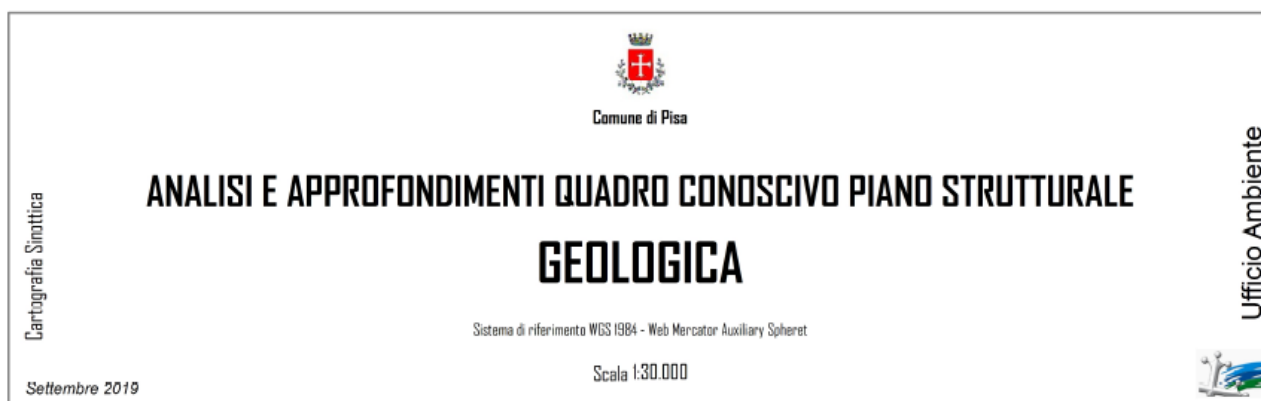 Comune di Pisa
ANALISI E APPROFONDIMENTI QUADRO CONOSCIVO PIANO STRUTTURALE
GEOLOGICA
Sistema di riferimento WGS 1984 - Web Mercator Auxiliary Spheret
Scala 1:30.000
Cartografia Sinottica
Settembre 2019
Ufficio Ambiente